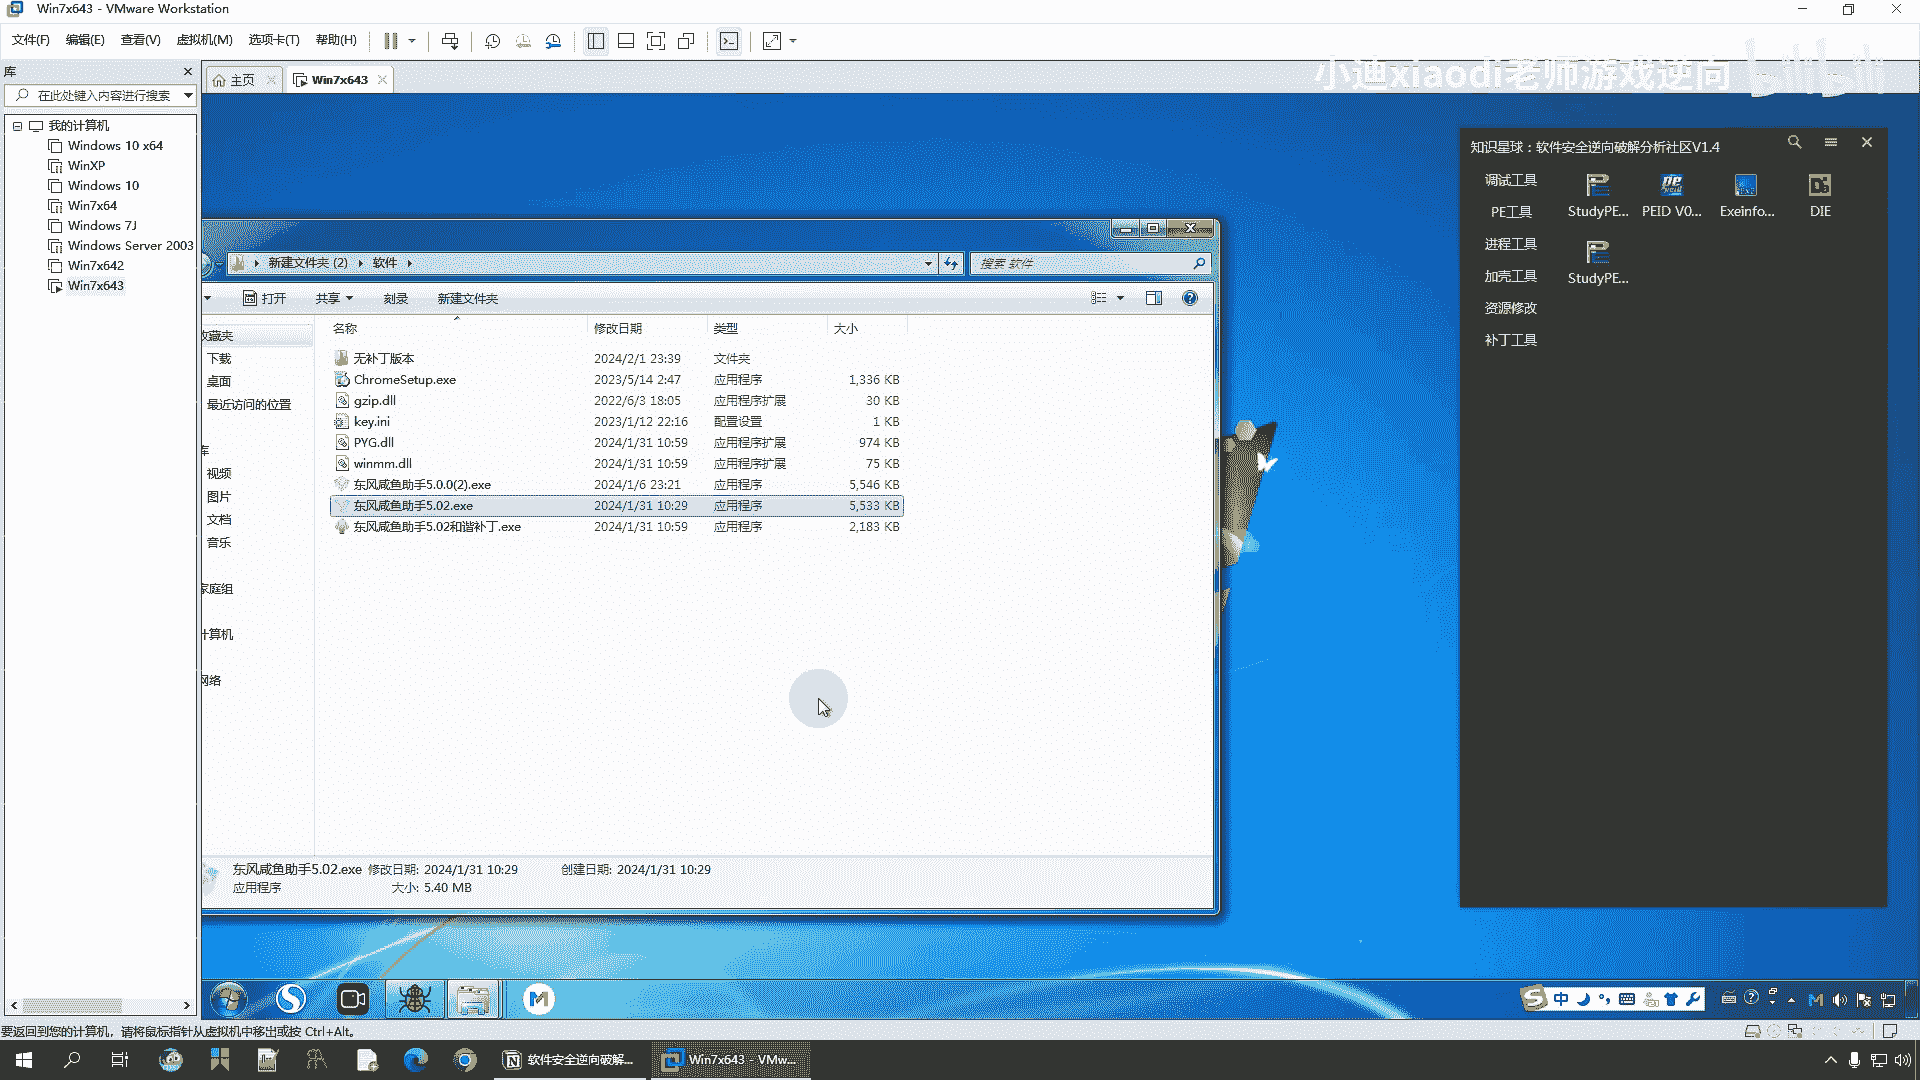 Win7x643 - VMware Workstation
文件(F) 编辑(E) 查看(V) 虚拟机(M) 选项卡(T) 帮助(H)
库
主页
Win7x643
小迪xiaodi老师游戏逆向 bilibili
在此处键入内容进行搜索
我的计算机
Windows 10 x64
WinXP
Windows 10
Win7x64
Windows 7J
Windows Server 2003
Win7x642
Win7x643
新建文件夹 (2) 软件
搜索 软件
打开 共享 刻录 新建文件夹
收藏夹
下载
桌面
最近访问的位置
库
视频
图片
文档
音乐
家庭组
计算机
网络
名称 修改日期 类型 大小
无补丁版本 2024/2/1 23:39 文件夹
ChromeSetup.exe 2023/5/14 2:47 应用程序 1,336 KB
gzip.dll 2022/6/3 18:05 应用程序扩展 30 KB
key.ini 2023/1/12 22:16 配置设置 1 KB
PYG.dll 2024/1/31 10:59 应用程序扩展 974 KB
winmm.dll 2024/1/31 10:59 应用程序扩展 75 KB
东风咸鱼助手5.0.0(2).exe 2024/1/6 23:21 应用程序 5,546 KB
东风咸鱼助手5.02.exe 2024/1/31 10:29 应用程序 5,533 KB
东风咸鱼助手5.02和谐补丁.exe 2024/1/31 10:59 应用程序 2,183 KB
东风咸鱼助手5.02.exe 修改日期: 2024/1/31 10:29 创建日期: 2024/1/31 10:29
应用程序 大小: 5.40 MB
知识星球：软件安全逆向破解分析社区V1.4
调试工具
PE工具
进程工具
加壳工具
资源修改
补丁工具
StudyPE... PEID V0... Exeinfo... DIE
StudyPE...
中
要返回到您的计算机，请将鼠标指针从虚拟机中移出或按 Ctrl+Alt。
软件安全逆向破解...
Win7x643 - VMw...